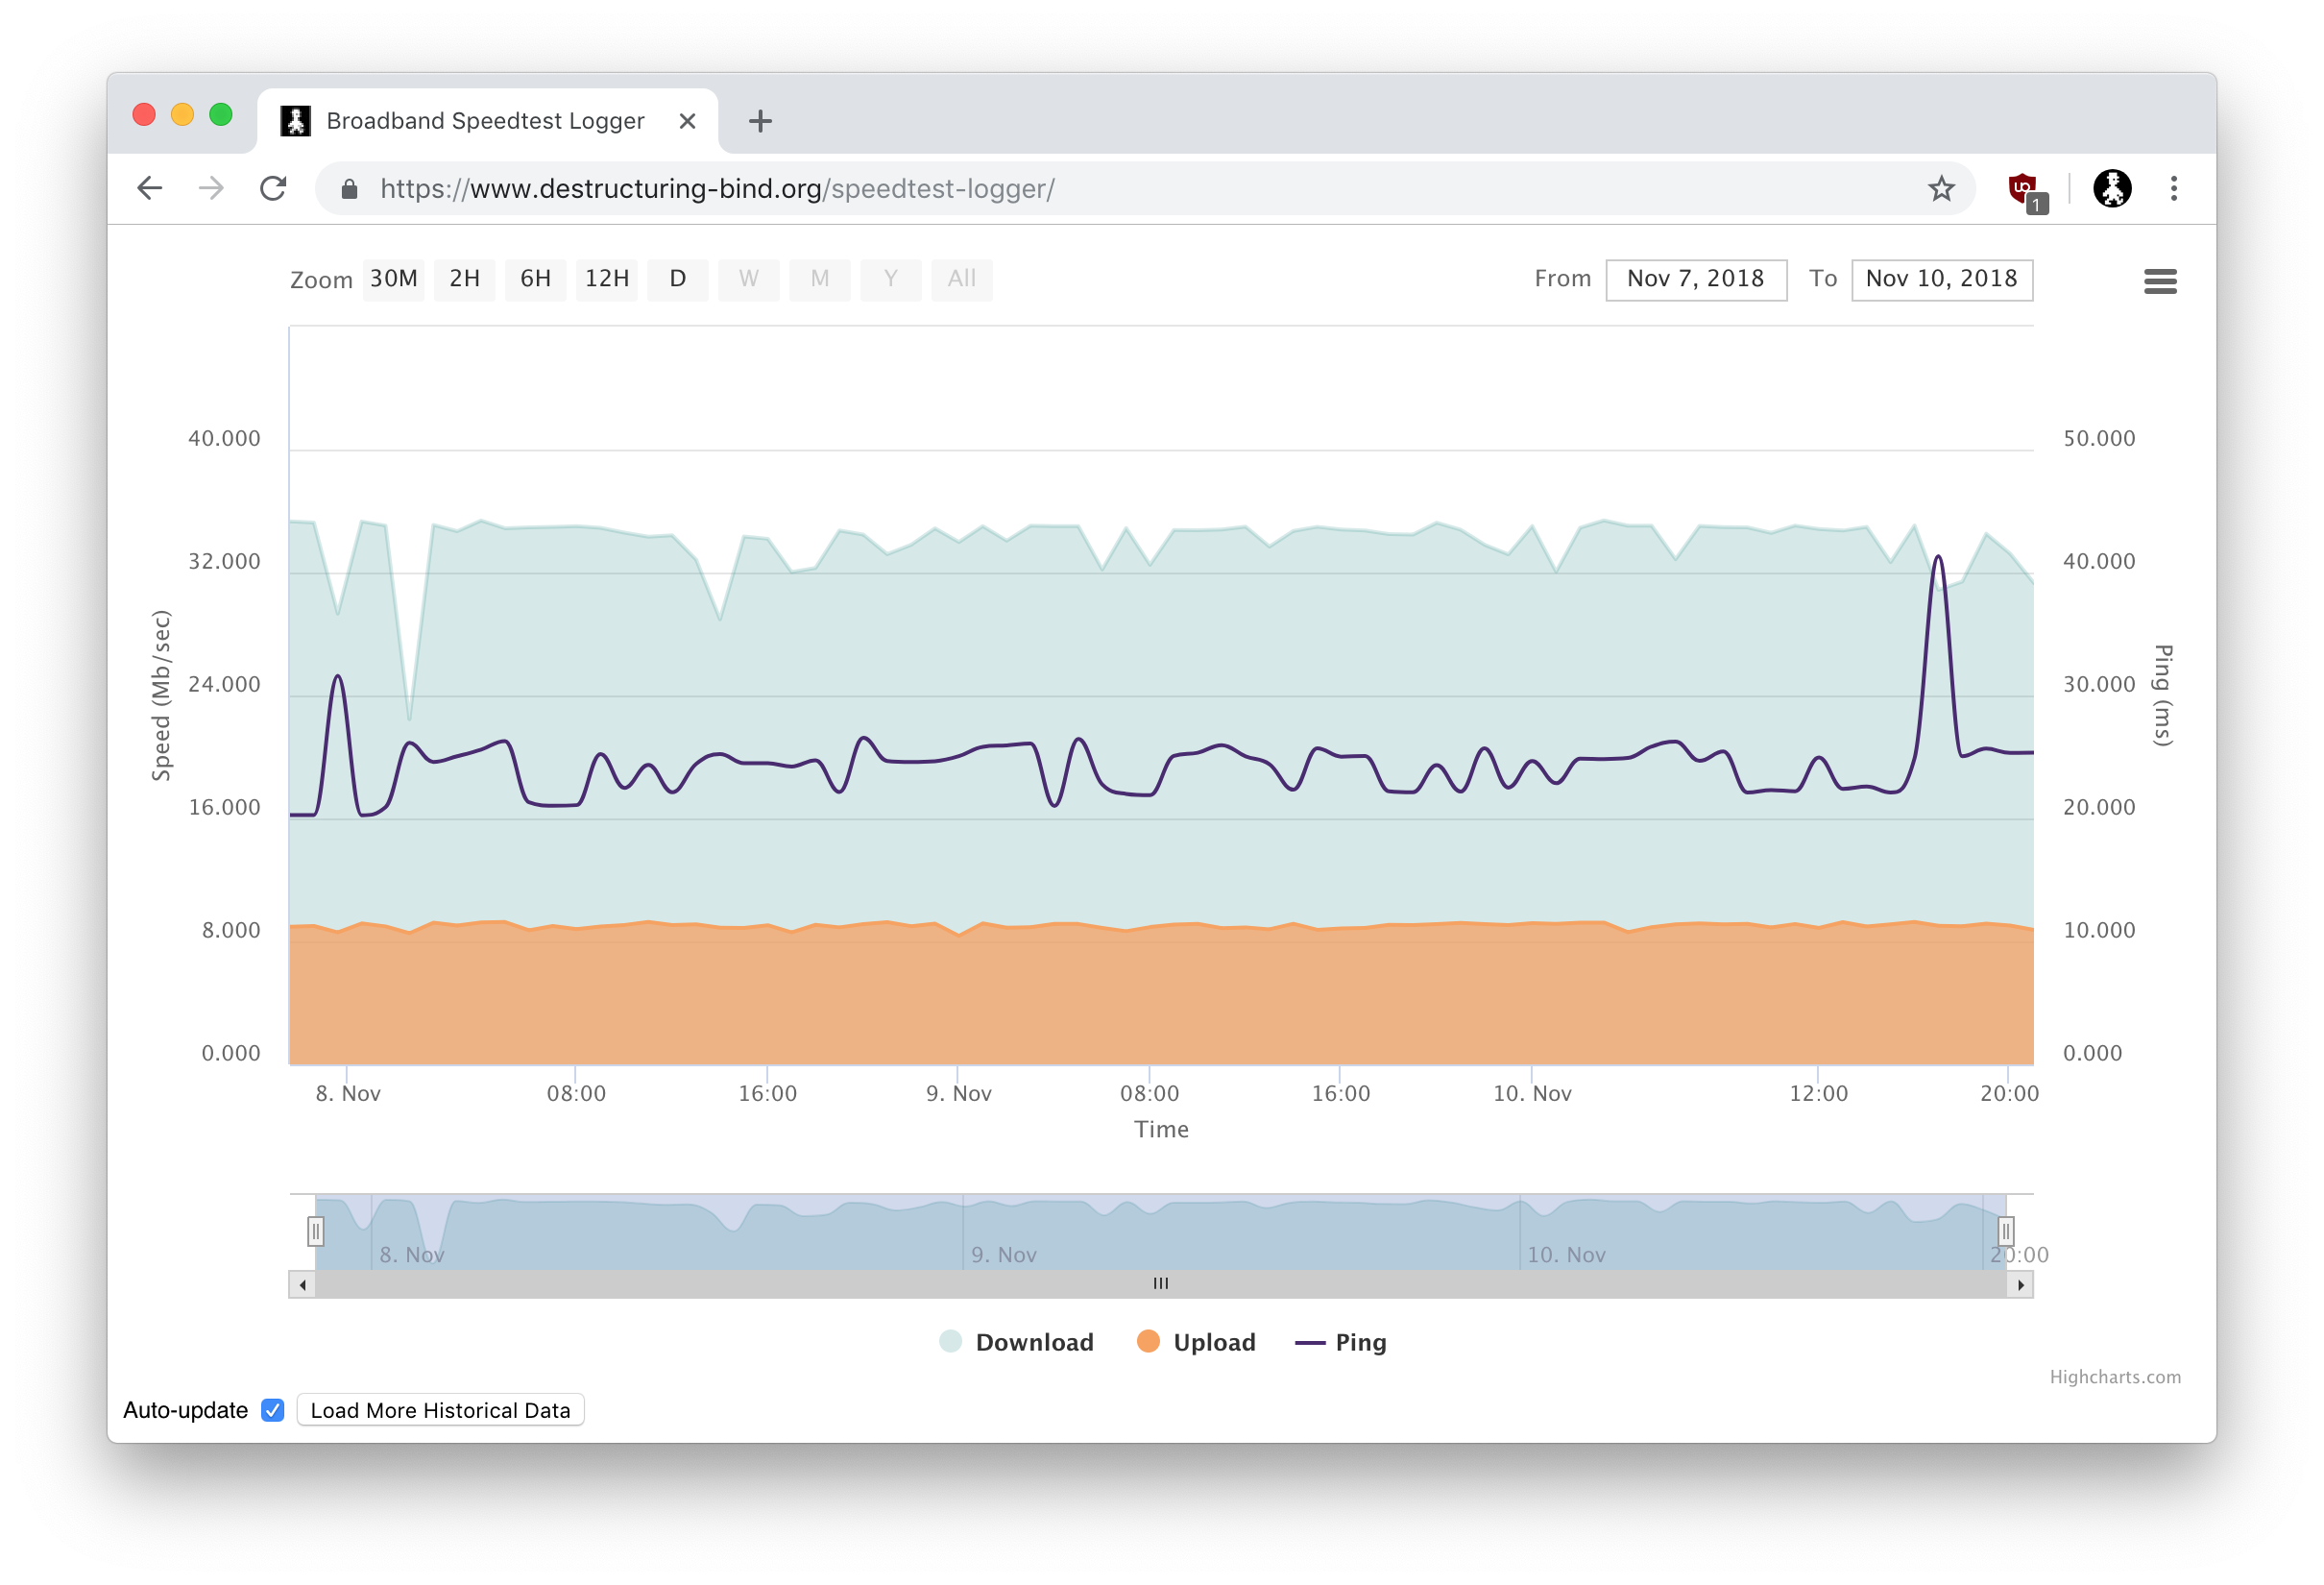 Broadband Speedtest Logger
https://www.destructuring-bind.org/speedtest-logger/
1
Zoom 30M 2H 6H 12H D W M Y All
From Nov 7, 2018 To Nov 10, 2018
40.000 50.000
32.000 40.000
24.000 30.000
16.000 20.000
8.000 10.000
0.000 0.000
Speed (Mb/sec)
Ping (ms)
8. Nov 08:00 16:00 9. Nov 08:00 16:00 10. Nov 12:00 20:00
Time
8. Nov 9. Nov 10. Nov 20:00
Download Upload Ping
Highcharts.com
Auto-update Load More Historical Data